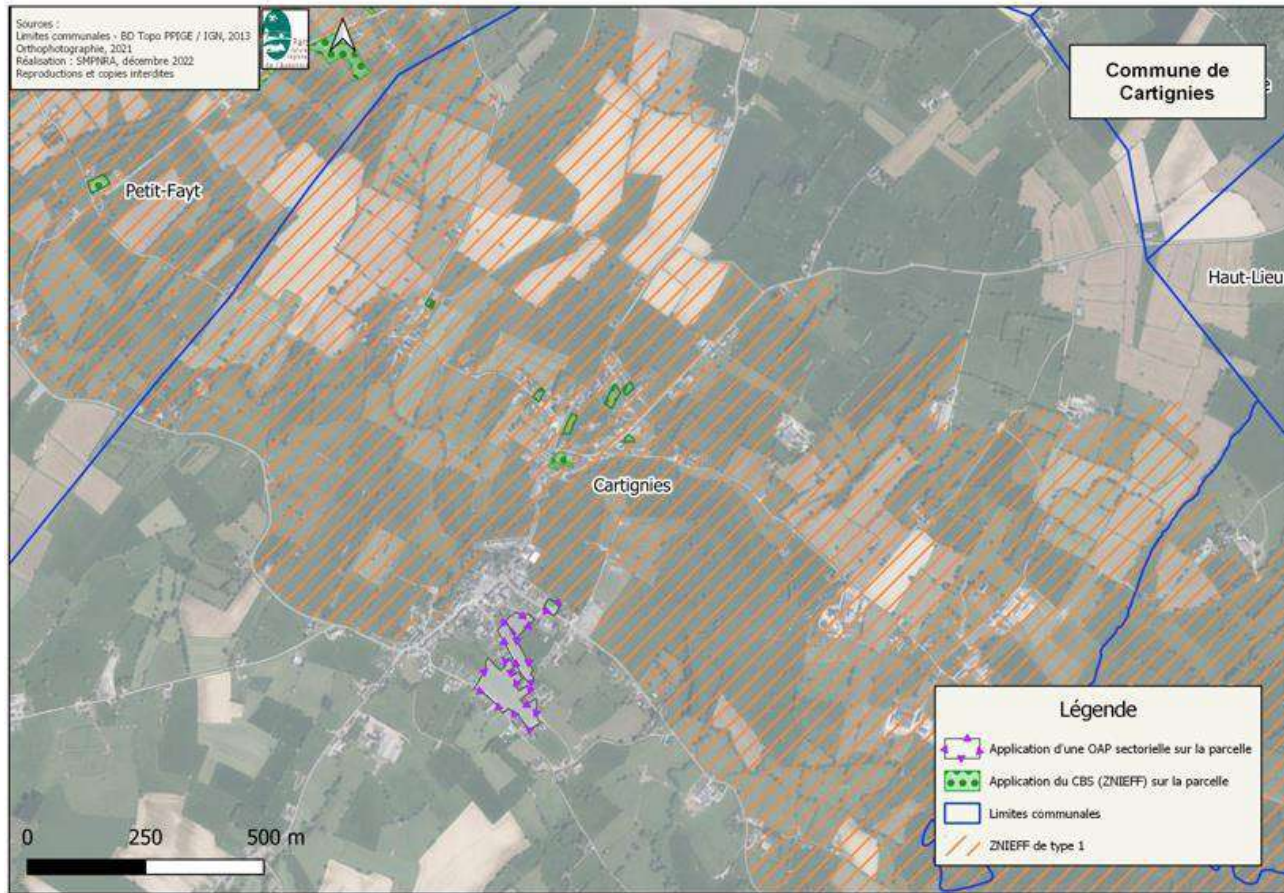 Sources :
Limites communales - BD Topo PPIGE / IGN, 2013
Orthophotographie, 2021
Réalisation : SMPNRA, décembre 2022
Reproductions et copies interdites
Commune de
Cartignies
Petit-Fayt
Haut-Lieu
Cartignies
Légende
Application d'une OAP sectorielle sur la parcelle
Application du CBS (ZNIEFF) sur la parcelle
Limites communales
ZNIEFF de type 1
0 250 500 m